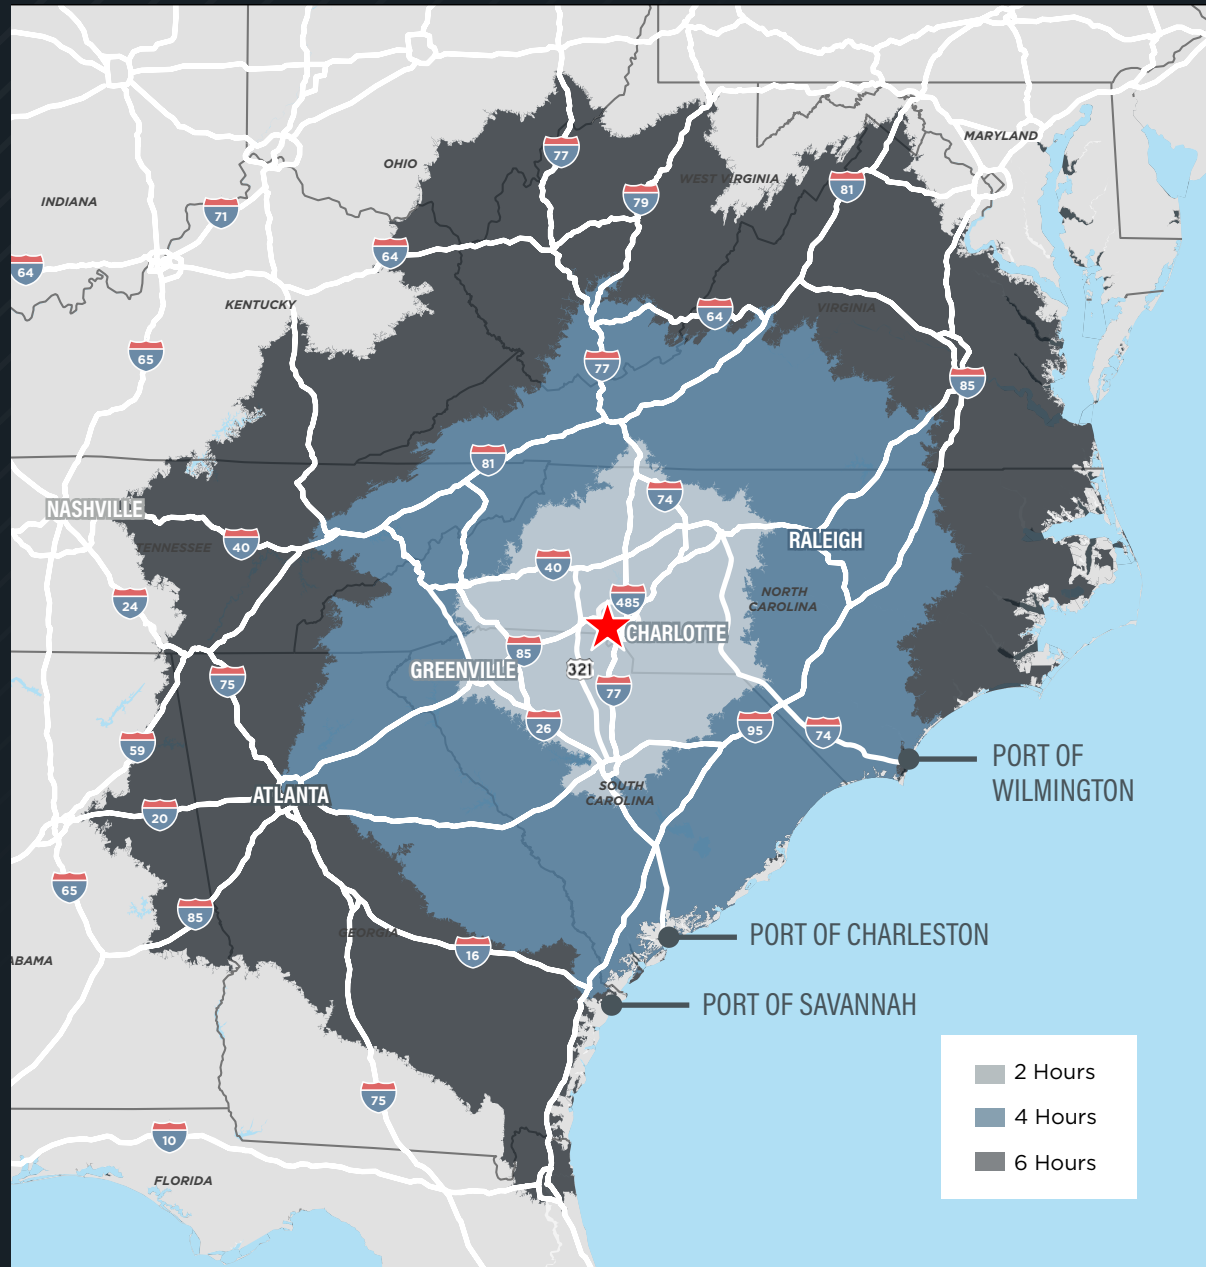 MARYLAND
OHIO
77
WEST VIRGINIA
81
79
INDIANA
71
64
64
KENTUCKY
64
VIRGINIA
65
77
85
81
74
NASHVILLE
40
TENNESSEE
RALEIGH
40
24
485
NORTH
CAROLINA
CHARLOTTE
85
GREENVILLE
321
75
77
26
95
74
59
PORT OF
WILMINGTON
ATLANTA
SOUTH
CAROLINA
20
65
85
GEORGIA
16
PORT OF CHARLESTON
ABAMA
PORT OF SAVANNAH
2 Hours
4 Hours
6 Hours
75
10
FLORIDA